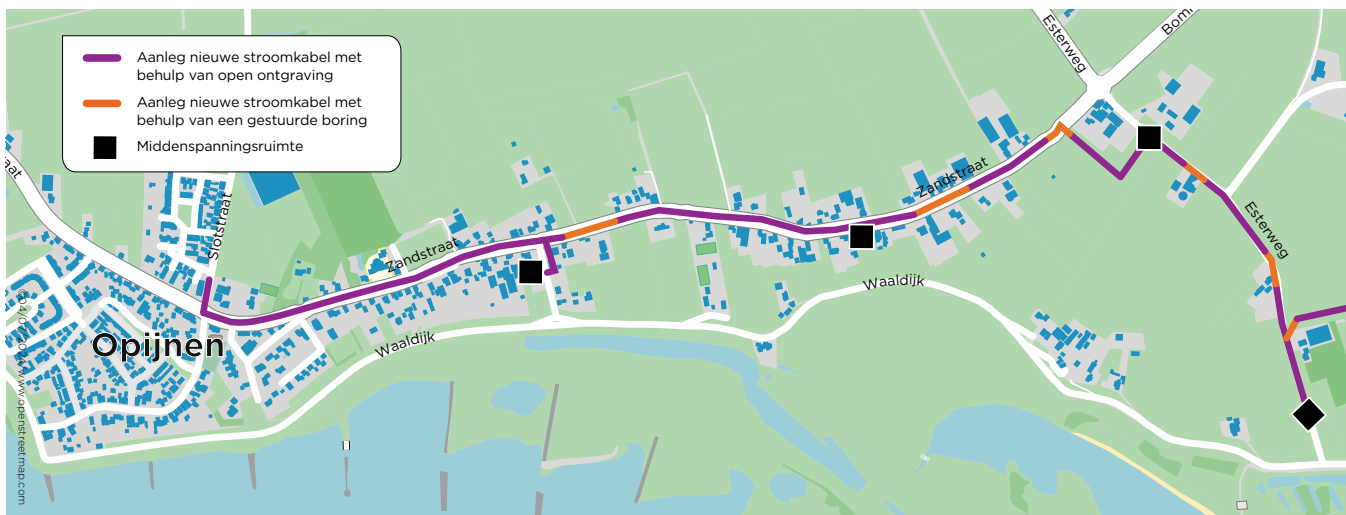 Aanleg nieuwe stroomkabel met
behulp van open ontgraving
Aanleg nieuwe stroomkabel met
behulp van een gestuurde boring
Middenspanningsruimte
Esterweg
Zandstraat
Slotstraat
Zandstraat
Esterweg
Waaldijk
Opijnen
Waaldijk
www.openstreetmap.com